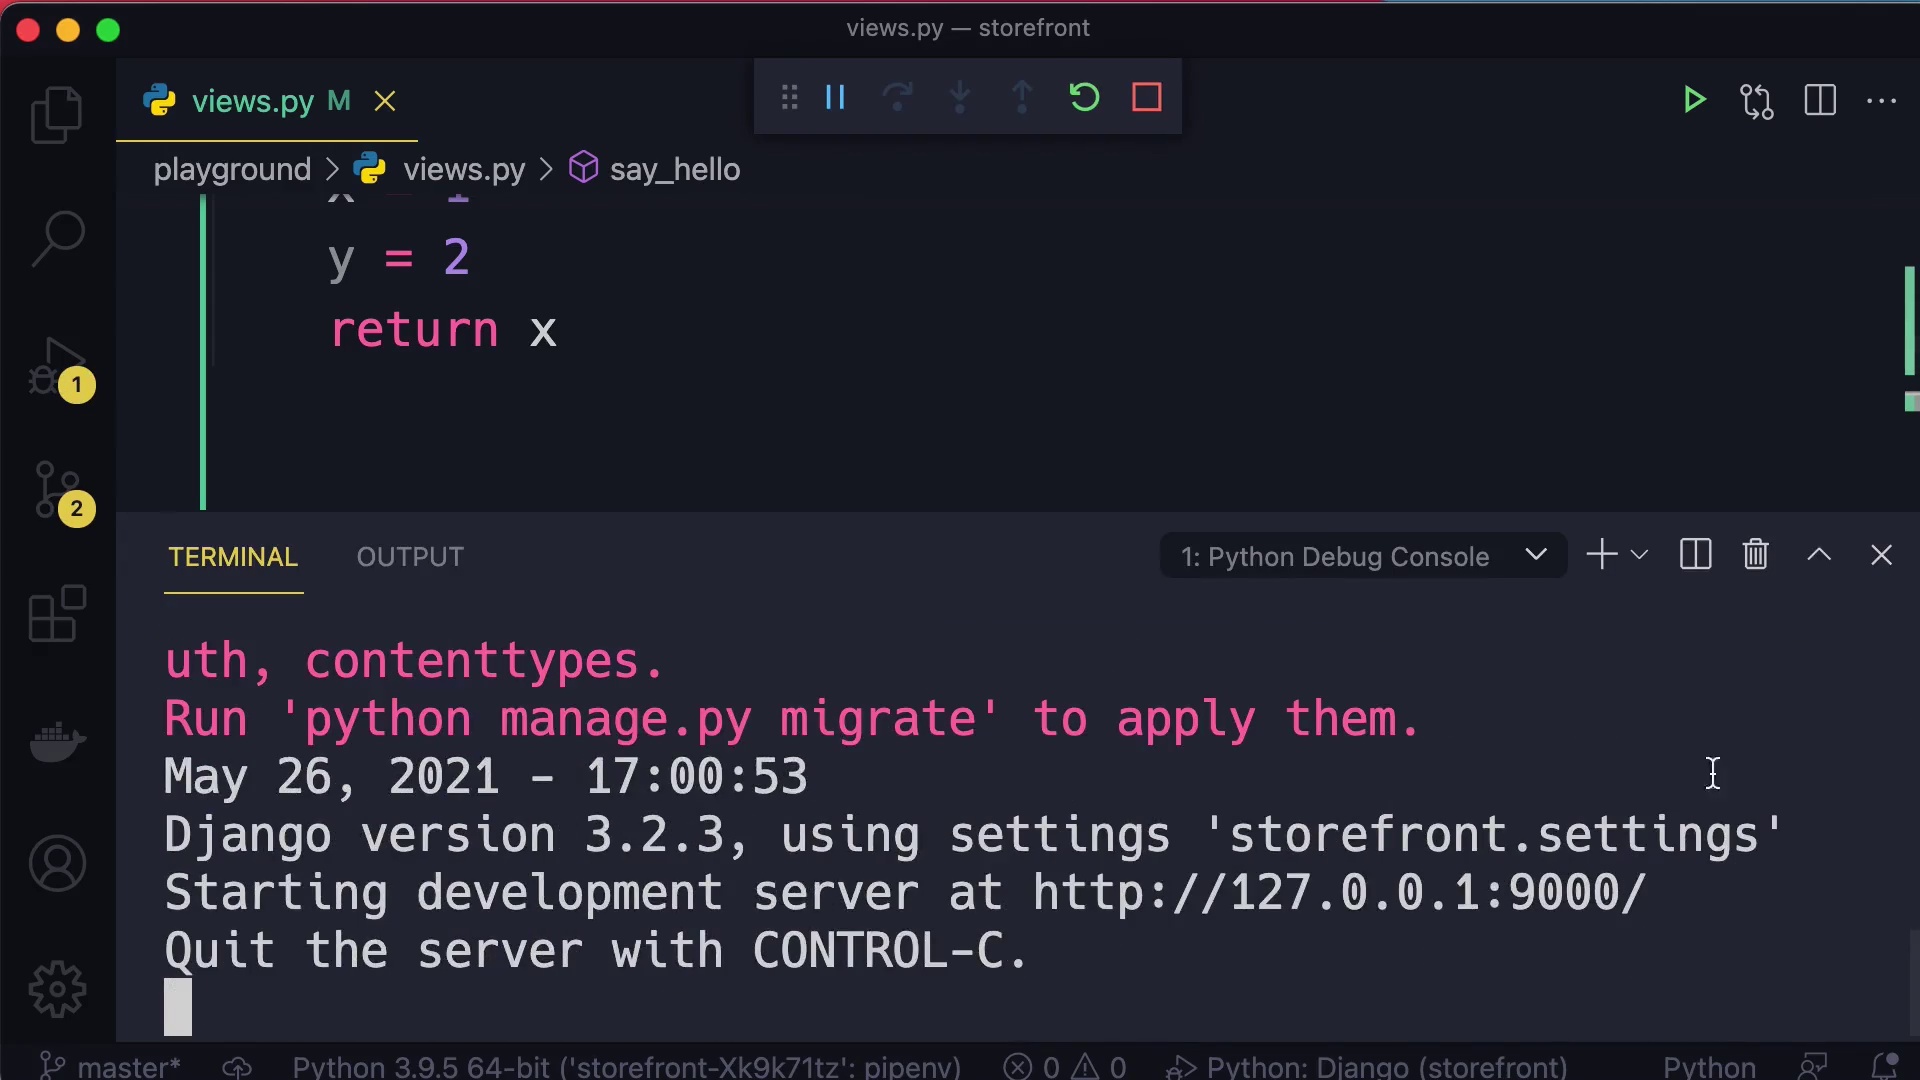 views.py — storefront
views.py M
playground > views.py > say_hello
x = 1
y = 2
return x
1
2
TERMINAL OUTPUT
1: Python Debug Console
uth, contenttypes.
Run 'python manage.py migrate' to apply them.
May 26, 2021 - 17:00:53
Django version 3.2.3, using settings 'storefront.settings'
Starting development server at http://127.0.0.1:9000/
Quit the server with CONTROL-C.
master* Python 3.9.5 64-bit ('storefront-Xk9k71tz': pipenv) 0 0 Python: Django (storefront) Python